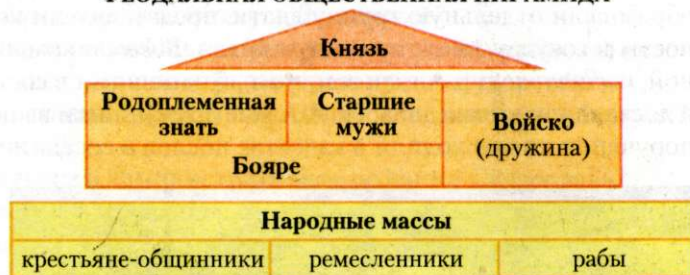 Князь
Родоплеменная Старшие
знать мужи Войско
(дружина)
Бояре
Народные массы
крестьяне-общинники ремесленники рабы